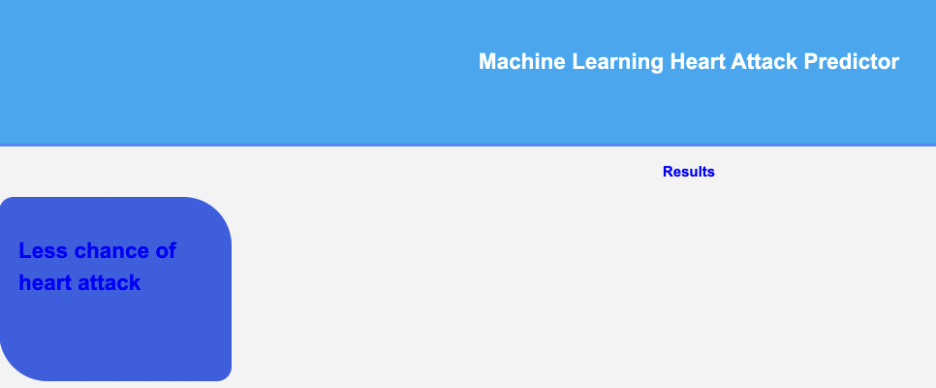 Machine Learning Heart Attack Predictor
Results
Less chance of
heart attack